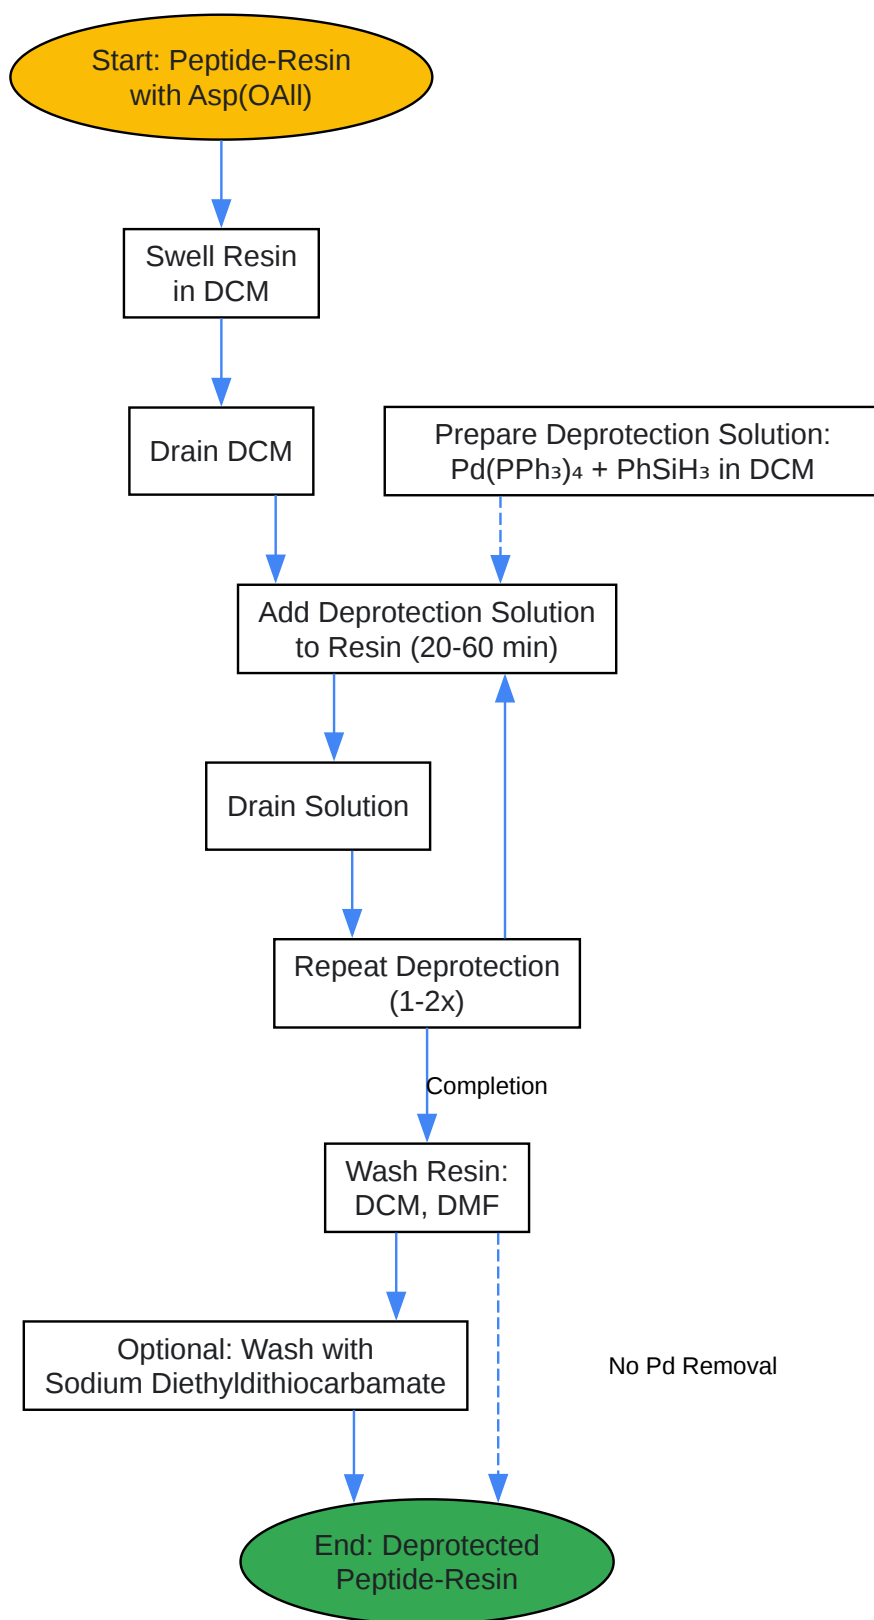 Start: Peptide-Resin
with Asp(OAll)
Swell Resin
in DCM
Drain DCM
Prepare Deprotection Solution:
Pd(PPh₃)₄ + PhSiH₃ in DCM
Add Deprotection Solution
to Resin (20-60 min)
Drain Solution
Repeat Deprotection
(1-2x)
Completion
Wash Resin:
DCM, DMF
Optional: Wash with
Sodium Diethyldithiocarbamate
No Pd Removal
End: Deprotected
Peptide-Resin